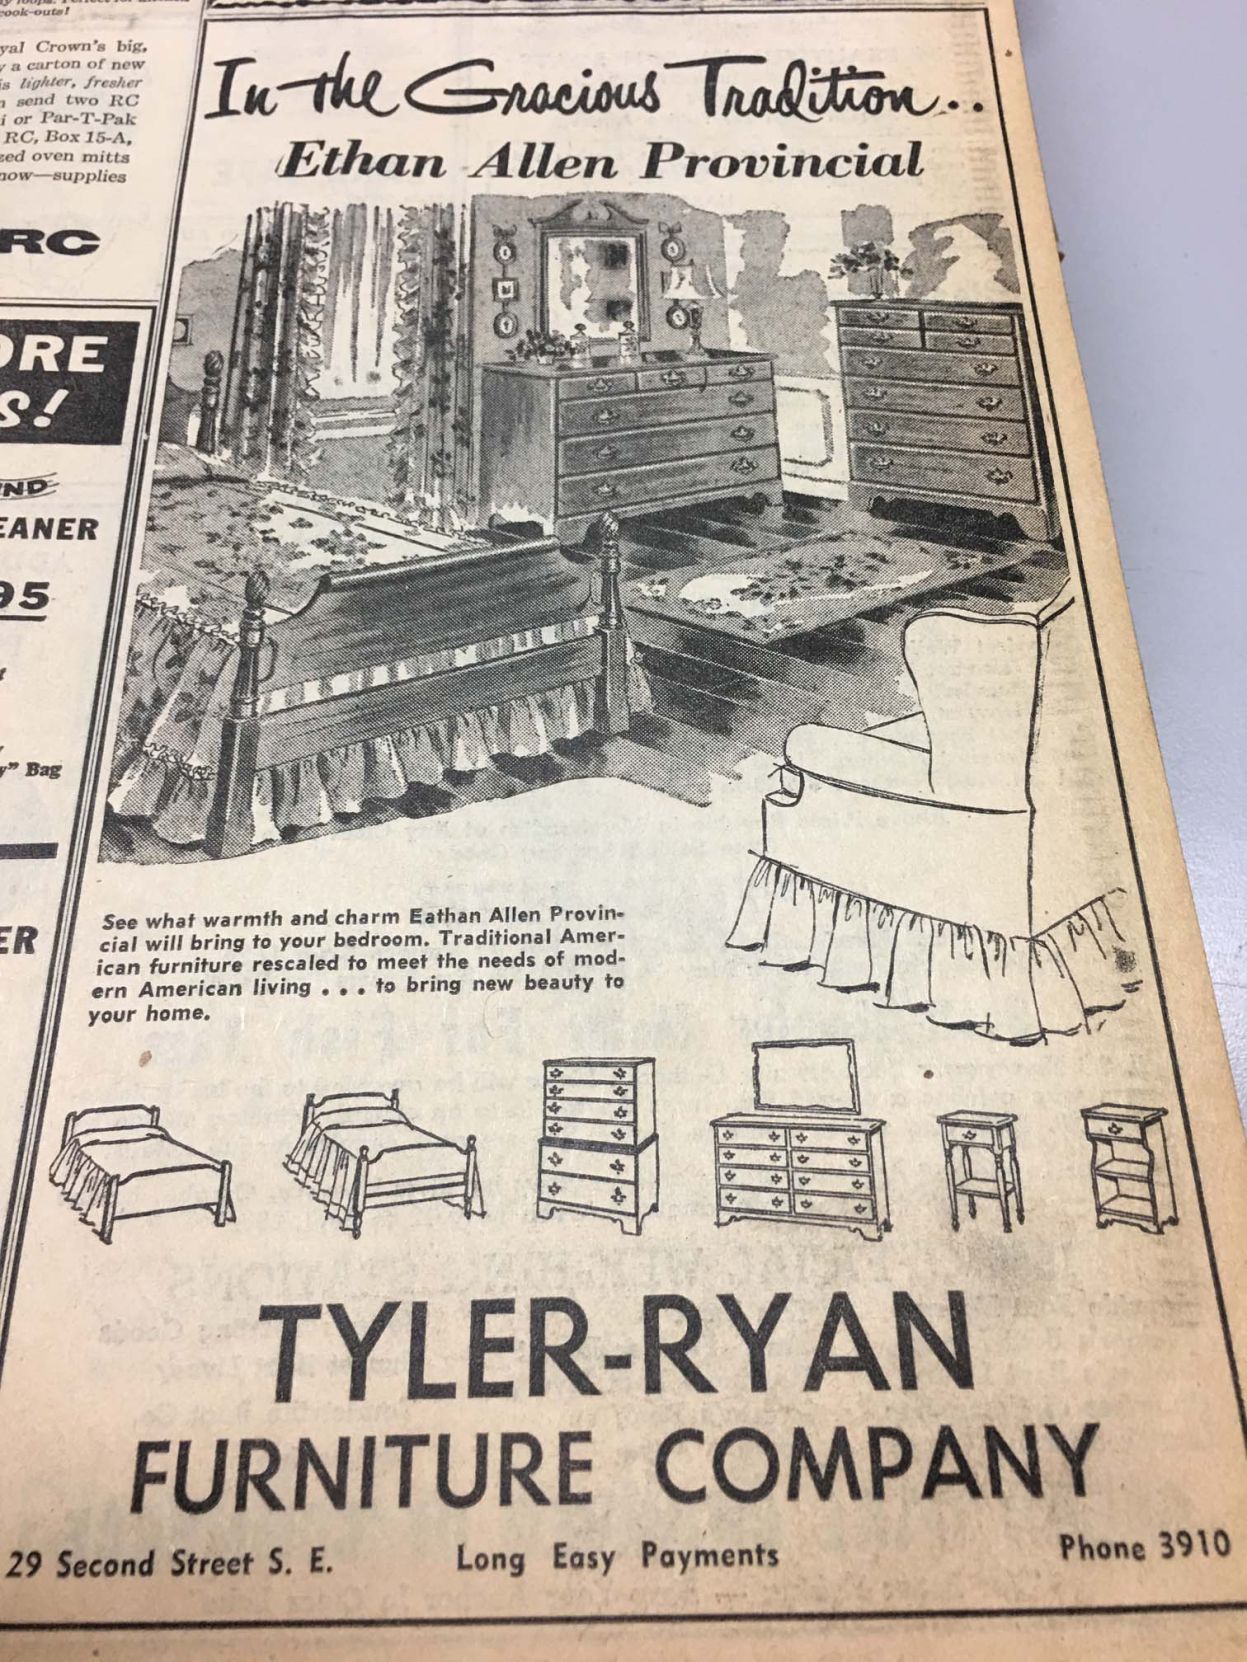 cook-outs!
yal Crown's big,
y a carton of new
is lighter, fresher
send two RC
i or Par-T-Pak
RC, Box 15-A,
zed oven mitts
now—supplies
RC
ORE
S!
ND
EANER
95
y" Bag
ER
In the Gracious Tradition...
Ethan Allen Provincial
See what warmth and charm Eathan Allen Provin-
cial will bring to your bedroom. Traditional Amer-
ican furniture rescaled to meet the needs of mod-
ern American living . . . to bring new beauty to
your home.
TYLER-RYAN
FURNITURE COMPANY
29 Second Street S. E. Long Easy Payments Phone 3910